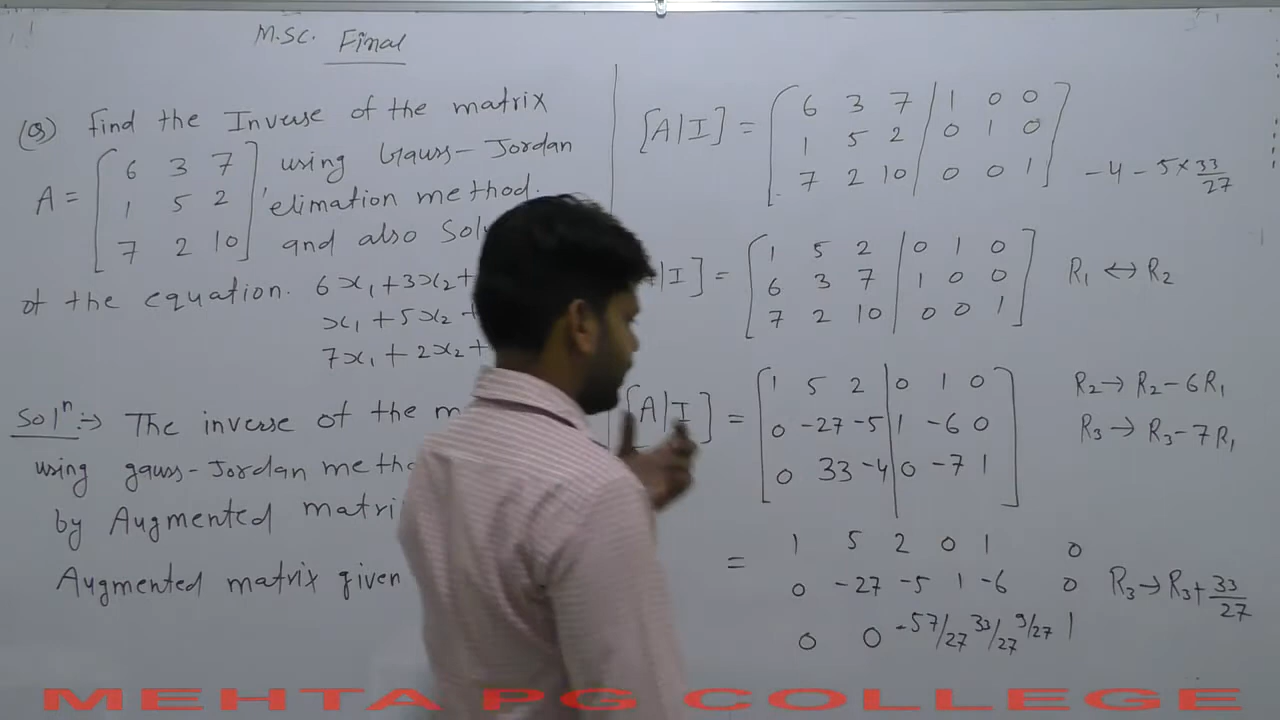 M.SC. Final
(Q) Find the Inverse of the matrix
A = [6 3 7 using Gauss-Jordan
1 5 2 'elimation method.
7 2 10] and also
of the equation. 6x₁+3x₂+
x₁ + 5x₂
7x₁ + 2x₂ +
Solⁿ :→ The inverse of the
using gauss-Jordan
by Augmented
Augmented matrix given
[A|I] = [6 3 7 | 1 0 0
1 5 2 | 0 1 0
7 2 10 | 0 0 1]
-4 - 5 × 33/27
|I] = [1 5 2 | 0 1 0
6 3 7 | 1 0 0
7 2 10 | 0 0 1]
R₁ ↔ R₂
[A|I] = [1 5 2 | 0 1 0
0 -27 -5 | 1 -6 0
0 33 -4 | 0 -7 1]
R₂ → R₂-6R₁
R₃ → R₃-7R₁
= 1 5 2 0 1 0
0 -27 -5 1 -6 0 R₃→R₃+33/27
0 0 -57/27 33/27 9/27 1
MEHTA PG COLLEGE